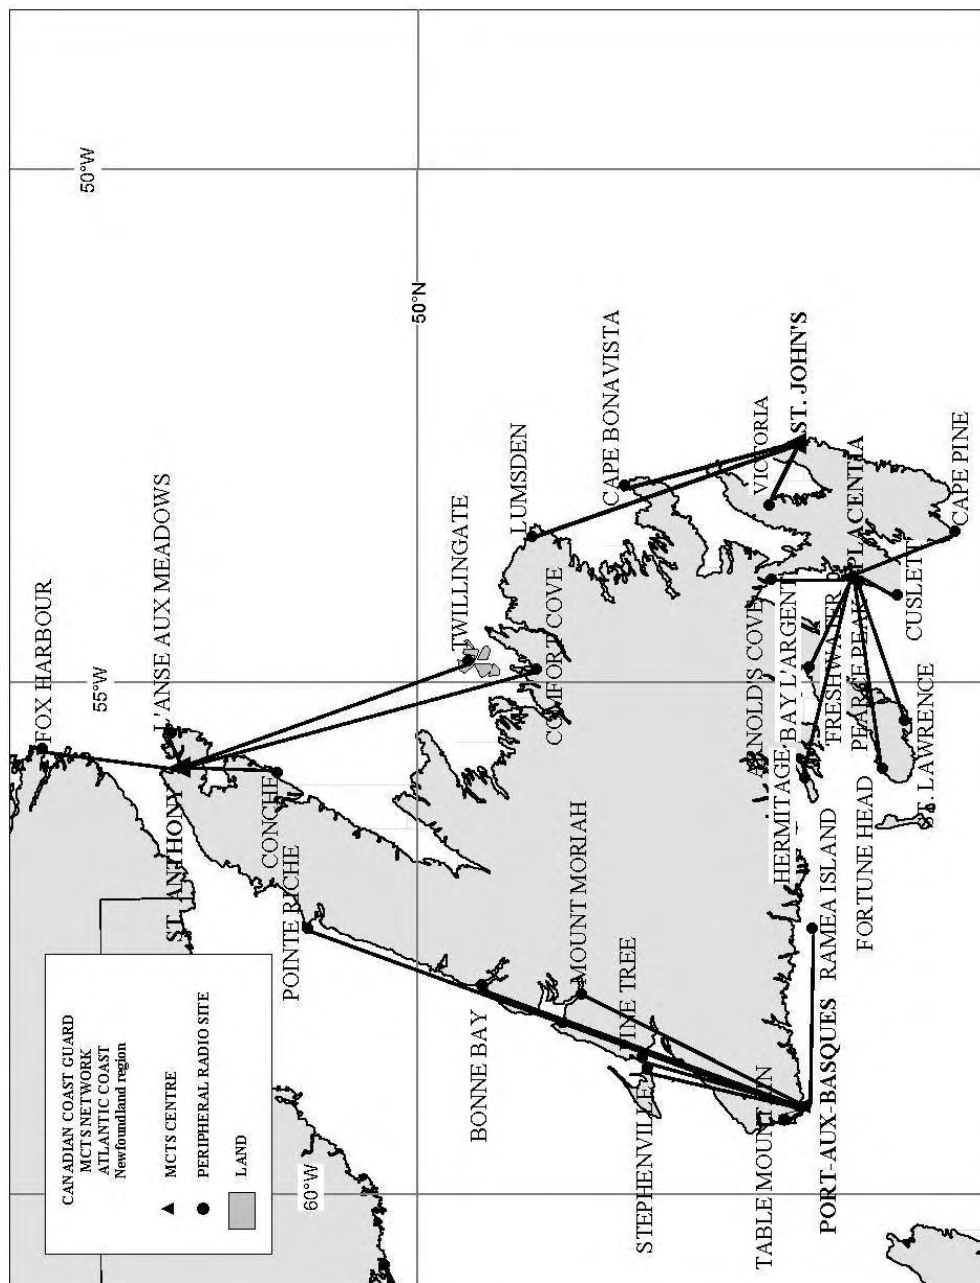 CANADIAN COAST GUARD
MCTS NETWORK
ATLANTIC COAST
Newfoundland region
MCTS CENTRE
PERIPHERAL RADIO SITE
LAND
60°W
55°W
50°W
50°N
FOX HARBOUR
L'ANSE AUX MEADOWS
ST. ANTHONY
CONCHE
POINTE RICHE
TWILLINGATE
LUMSDEN
COMFORT COVE
BONNE BAY
MOUNT MORIAH
CAPE BONAVISTA
PINE TREE
STEPHENVILLE
VICTORIA
ST. JOHN'S
ARNOLD'S COVE
TABLE MOUNTAIN
HERMITAGE
BAY L'ARGENT
PORT-AUX-BASQUES
RAMEA ISLAND
FRESHWATER
PLACENTIA
PEARCE PEAK
FORTUNE HEAD
CUSLET
ST. LAWRENCE
CAPE PINE